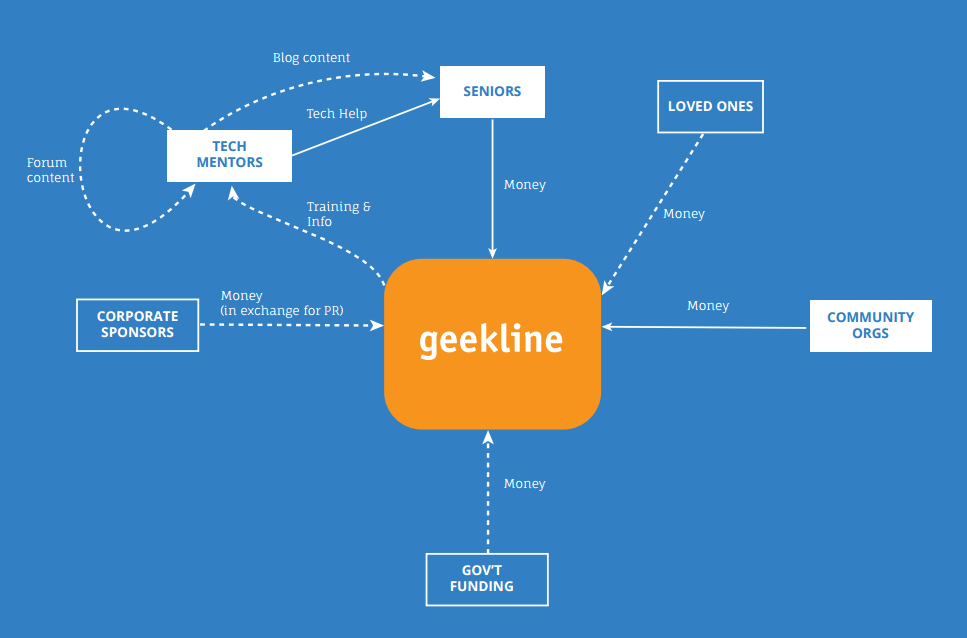 Blog content
SENIORS
LOVED ONES
Tech Help
TECH
MENTORS
Forum
content
Money
Training &
Info
Money
Money
(in exchange for PR)
CORPORATE
SPONSORS
Money
COMMUNITY
ORGS
geekline
Money
GOV'T
FUNDING